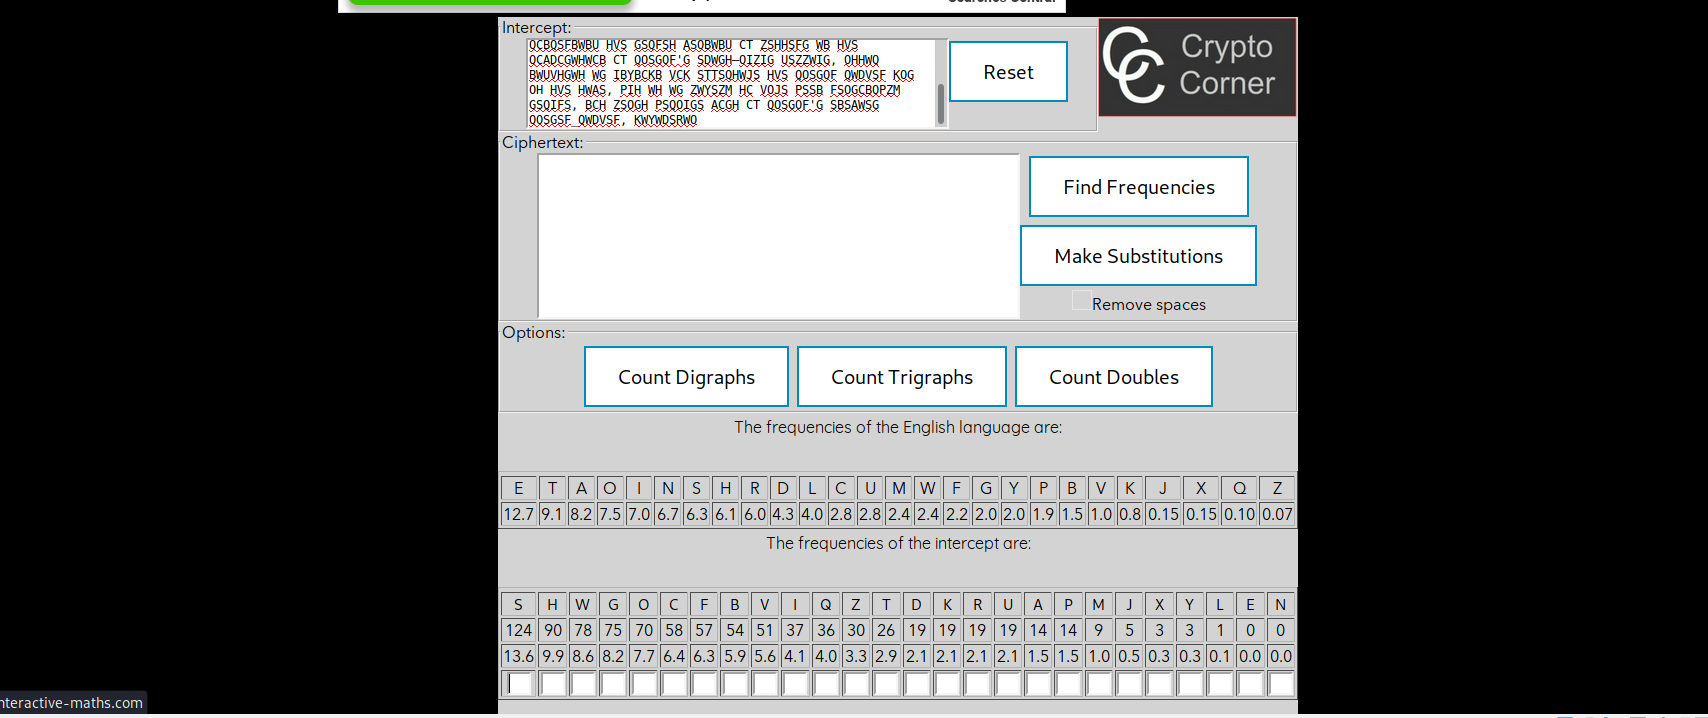 Intercept:
QCBQSFBWBU HVS GSQFSH ASOBWBU CT ZSHHSFG WB HVS
QCADCGWHWCB CT QOSGOF'G SDWGH—QIZIG USZZWIG, OHHWQ
BWUVHGWH WG IBYBCKB VCK STTSQHWJS HVS QOSGOF QWDVSF KOG
OH HVS HWAS, PIH WH WG ZWYSZM HC VOJS PSSB FSOGCBOPZM
GSQIFS, BCH ZSOGH PSQOIGS ACGH CT QOSGOF'G SBSAWSG
QOSGSF QWDVSF, KWYWDSRWO
Reset
CC Crypto
Corner
Ciphertext:
Find Frequencies
Make Substitutions
Remove spaces
Options:
Count Digraphs Count Trigraphs Count Doubles
The frequencies of the English language are:
E T A O I N S H R D L C U M W F G Y P B V K J X Q Z
12.7 9.1 8.2 7.5 7.0 6.7 6.3 6.1 6.0 4.3 4.0 2.8 2.8 2.4 2.4 2.2 2.0 2.0 1.9 1.5 1.0 0.8 0.15 0.15 0.10 0.07
The frequencies of the intercept are:
S H W G O C F B V I Q Z T D K R U A P M J X Y L E N
124 90 78 75 70 58 57 54 51 37 36 30 26 19 19 19 19 14 14 9 5 3 3 1 0 0
13.6 9.9 8.6 8.2 7.7 6.4 6.3 5.9 5.6 4.1 4.0 3.3 2.9 2.1 2.1 2.1 2.1 1.5 1.5 1.0 0.5 0.3 0.3 0.1 0.0 0.0
nteractive-maths.com